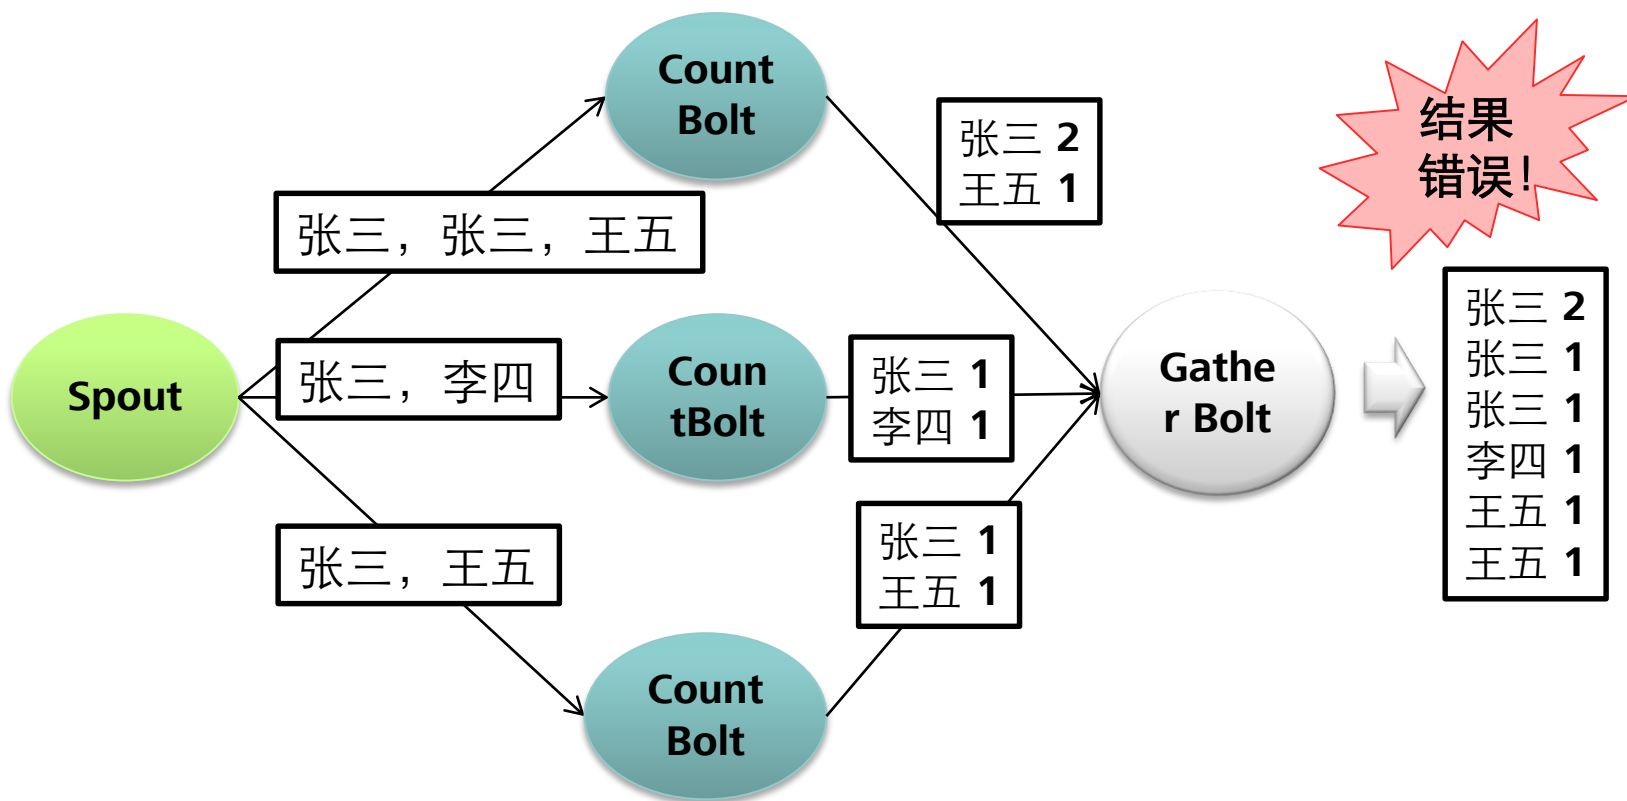 Spout
张三，张三，王五
张三，李四
张三，王五
Count
Bolt
Coun
tBolt
Count
Bolt
张三 2
王五 1
张三 1
李四 1
张三 1
王五 1
Gathe
r Bolt
结果
错误！
张三 2
张三 1
张三 1
李四 1
王五 1
王五 1